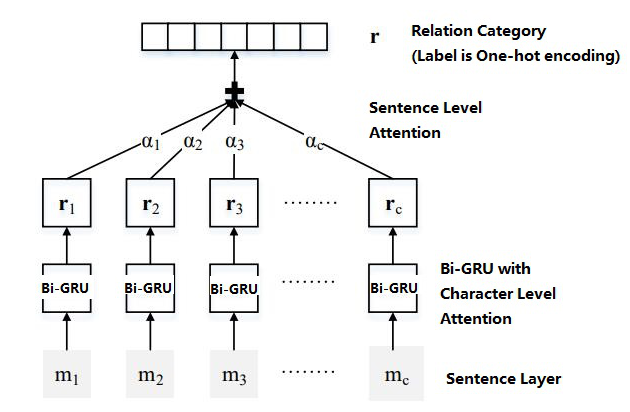 r
Relation Category
(Label is One-hot encoding)
Sentence Level
Attention
α1 α2 α3 αc
r1 r2 r3 ········ rc
Bi-GRU Bi-GRU Bi-GRU ········ Bi-GRU
Bi-GRU with
Character Level
Attention
m1 m2 m3 ········ mc
Sentence Layer